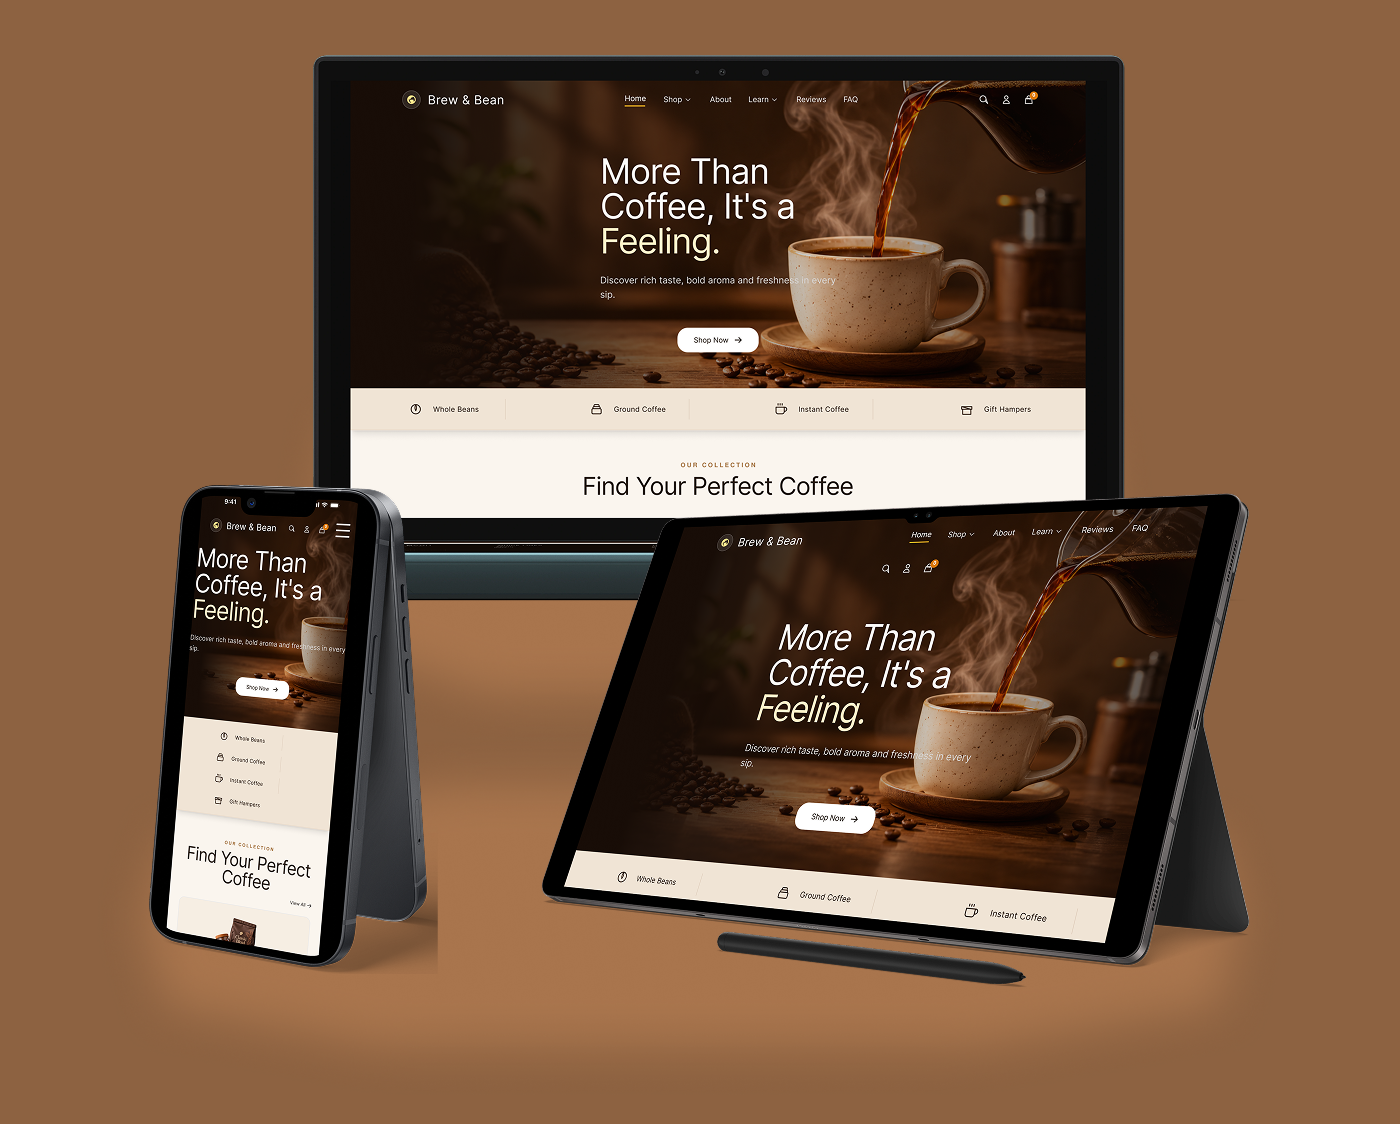 Brew & Bean
Home Shop About Learn Reviews FAQ
0
More Than
Coffee, It's a
Feeling.
Discover rich taste, bold aroma and freshness in every
sip.
Shop Now
Whole Beans Ground Coffee Instant Coffee Gift Hampers
OUR COLLECTION
Find Your Perfect Coffee
9:41
Brew & Bean
More Than
Coffee, It's a
Feeling.
Discover rich taste, bold aroma and freshness in every
sip.
Shop Now
Whole Beans
Ground Coffee
Instant Coffee
Gift Hampers
OUR COLLECTION
Find Your Perfect
Coffee
View All
Brew & Bean
Home Shop About Learn Reviews FAQ
0
More Than
Coffee, It's a
Feeling.
Discover rich taste, bold aroma and freshness in every
sip.
Shop Now
Whole Beans Ground Coffee Instant Coffee